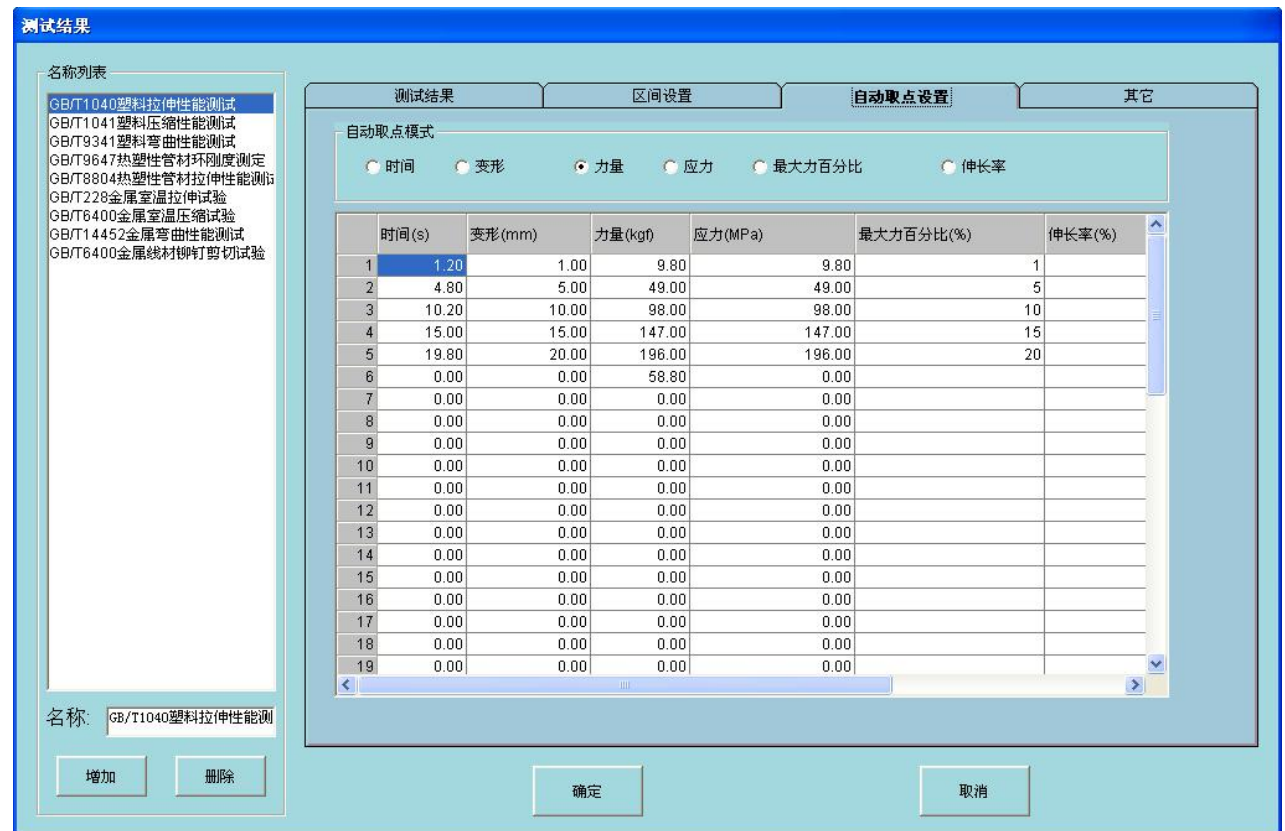 测试结果
名称列表
GB/T1040塑料拉伸性能测试
GB/T1041塑料压缩性能测试
GB/T9341塑料弯曲性能测试
GB/T9647热塑性管材环刚度测定
GB/T8804热塑性管材拉伸性能测试
GB/T228金属室温拉伸试验
GB/T6400金属室温压缩试验
GB/T14452金属弯曲性能测试
GB/T6400金属线材铆钉剪切试验
名称: GB/T1040塑料拉伸性能测
增加 删除
测试结果 区间设置 自动取点设置 其它
自动取点模式
时间 变形 力量 应力 最大力百分比 伸长率
时间(s) 变形(mm) 力量(kgf) 应力(MPa) 最大力百分比(%) 伸长率(%)
1 1.20 1.00 9.80 9.80 1
2 4.80 5.00 49.00 49.00 5
3 10.20 10.00 98.00 98.00 10
4 15.00 15.00 147.00 147.00 15
5 19.80 20.00 196.00 196.00 20
6 0.00 0.00 58.80 0.00
7 0.00 0.00 0.00 0.00
8 0.00 0.00 0.00 0.00
9 0.00 0.00 0.00 0.00
10 0.00 0.00 0.00 0.00
11 0.00 0.00 0.00 0.00
12 0.00 0.00 0.00 0.00
13 0.00 0.00 0.00 0.00
14 0.00 0.00 0.00 0.00
15 0.00 0.00 0.00 0.00
16 0.00 0.00 0.00 0.00
17 0.00 0.00 0.00 0.00
18 0.00 0.00 0.00 0.00
19 0.00 0.00 0.00 0.00
确定 取消